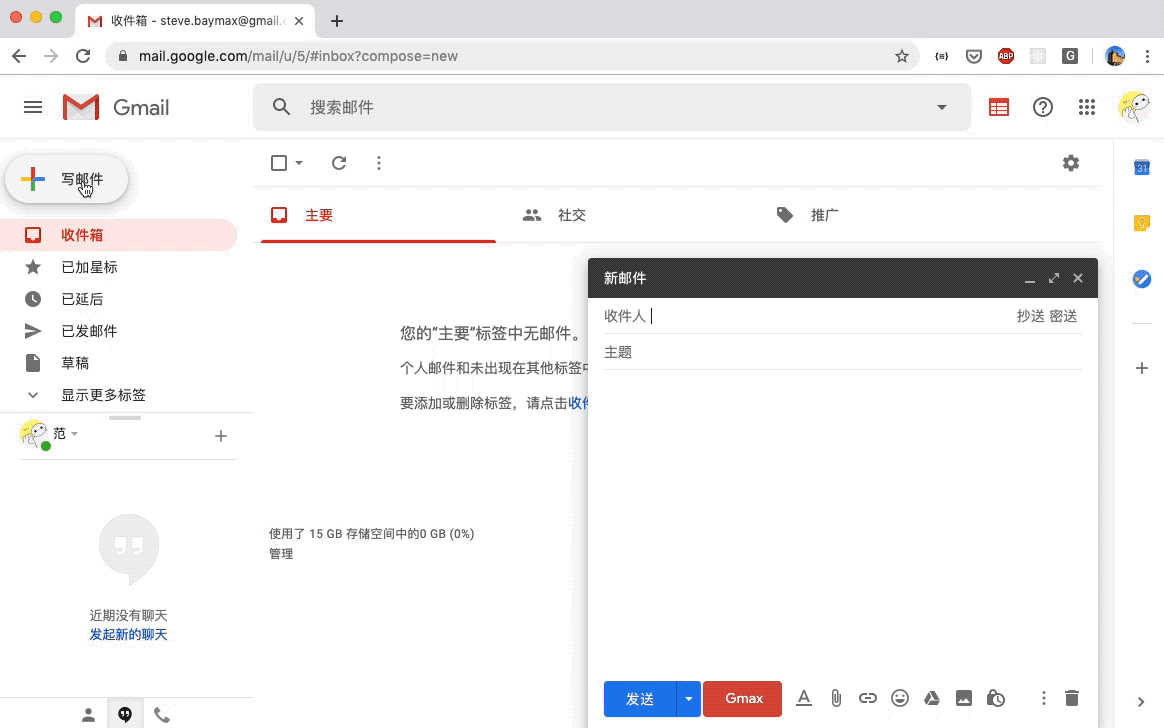 收件箱 - steve.baymax@gmail.c
mail.google.com/mail/u/5/#inbox?compose=new
ABP
G
Gmail
搜索邮件
写邮件
31
收件箱
主要
社交
推广
已加星标
已延后
新邮件
已发邮件
收件人
抄送 密送
您的"主要"标签中无邮件。
主题
草稿
个人邮件和未出现在其他标签中
显示更多标签
要添加或删除标签，请点击收件
范
使用了 15 GB 存储空间中的0 GB (0%)
管理
近期没有聊天
发起新的聊天
发送
Gmax